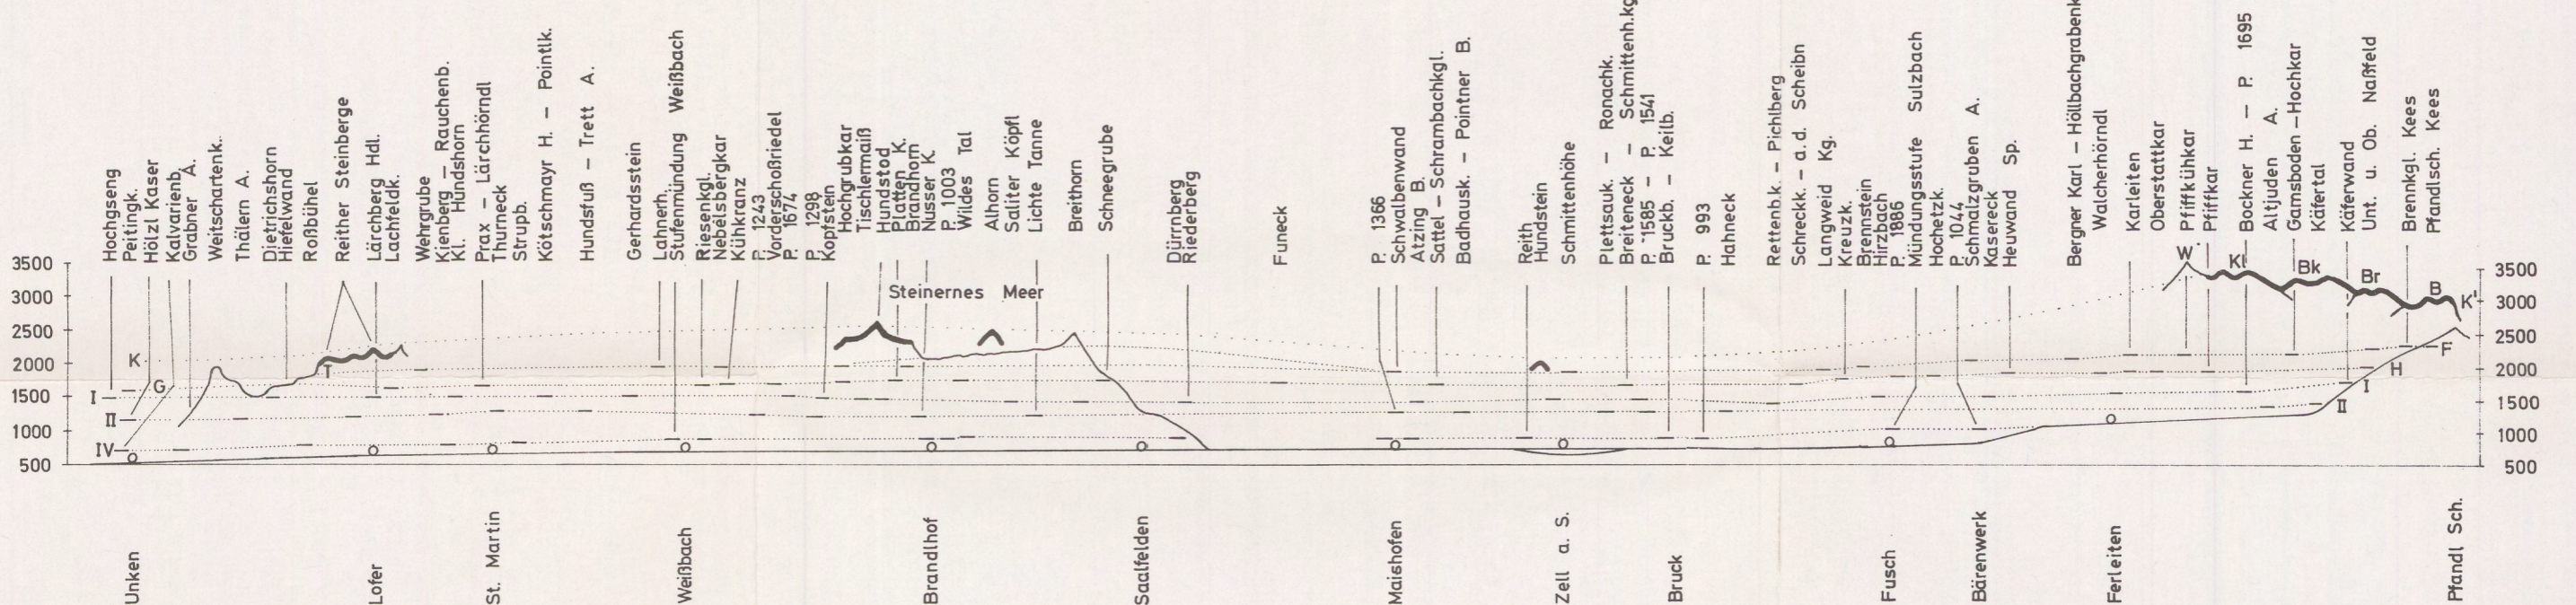 Hochgseng
Peitingk.
Hölzl Kaser
Kalvarienb.
Grabner A.
Weitschartenk.
Thälern A.
Dietrichshorn
Hiefelwand
Roßbühel
Reither Steinberge
Lärchberg Hdl.
Lachfeldk.
Wehrgrube
Kienberg – Rauchenb.
Kl. Hundshorn
Prax – Lärchhörndl
Thurneck
Strupb.
Kötschmayr H. – Pointlk.
Hundsfuß – Trett A.
Gerhardsstein
Lahnerh.
Stufenmündung Weißbach
Riesenkgl.
Nebelsbergkar
Kühkranz
P. 1243
Vorderschoßriedel
P. 1674
P. 1298
Kopfstein
Hochgrubkar
Tischlermaiß
Hundstod
Platten K.
Brandhorn
Nusser K.
P. 1003
Wildes Tal
Alhorn
Saliter Köpfl
Lichte Tanne
Breithorn
Schneegrube
Dürrnberg
Riederberg
Funeck
P. 1366
Schwalbenwand
Atzing B.
Sattel – Schrambachkgl.
Badhausk. – Pointner B.
Reith
Hundstein
Schmittenhöhe
Plettsauk. – Ronachk.
Breiteneck – Schmittenh.kg
P. 1585 – P. 1541
Bruckb. – Keilb.
P. 993
Hahneck
Rettenb.k. – Pichlberg
Schreckk. – a. d. Scheibn
Langweid Kg.
Kreuzk.
Brennstein
Hirzbach
P. 1886
Mündungsstufe Sulzbach
Hochetzk.
P. 1044
Schmalzgruben A.
Kasereck
Heuwand Sp.
Bergner Karl – Höllbachgrabenk
Walcherhörndl
Karleiten
Oberstattkar
Pfiffkühkar
Pfiffkar
Bockner H. – P. 1695
Altjuden A.
Gamsboden – Hochkar
Käfertal
Käferwand
Unt. u. Ob. Naßfeld
Brennkgl. Kees
Pfandlsch. Kees
3500
3000
2500
2000
1500
1000
500
K
I
II
IV
G
T
Steinernes Meer
W
Kl
Bk
Br
B
K'
F
H
I
II
3500
3000
2500
2000
1500
1000
500
Unken
Lofer
St. Martin
Weißbach
Brandlhof
Saalfelden
Maishofen
Zell a. S.
Bruck
Fusch
Bärenwerk
Ferleiten
Pfandl Sch.